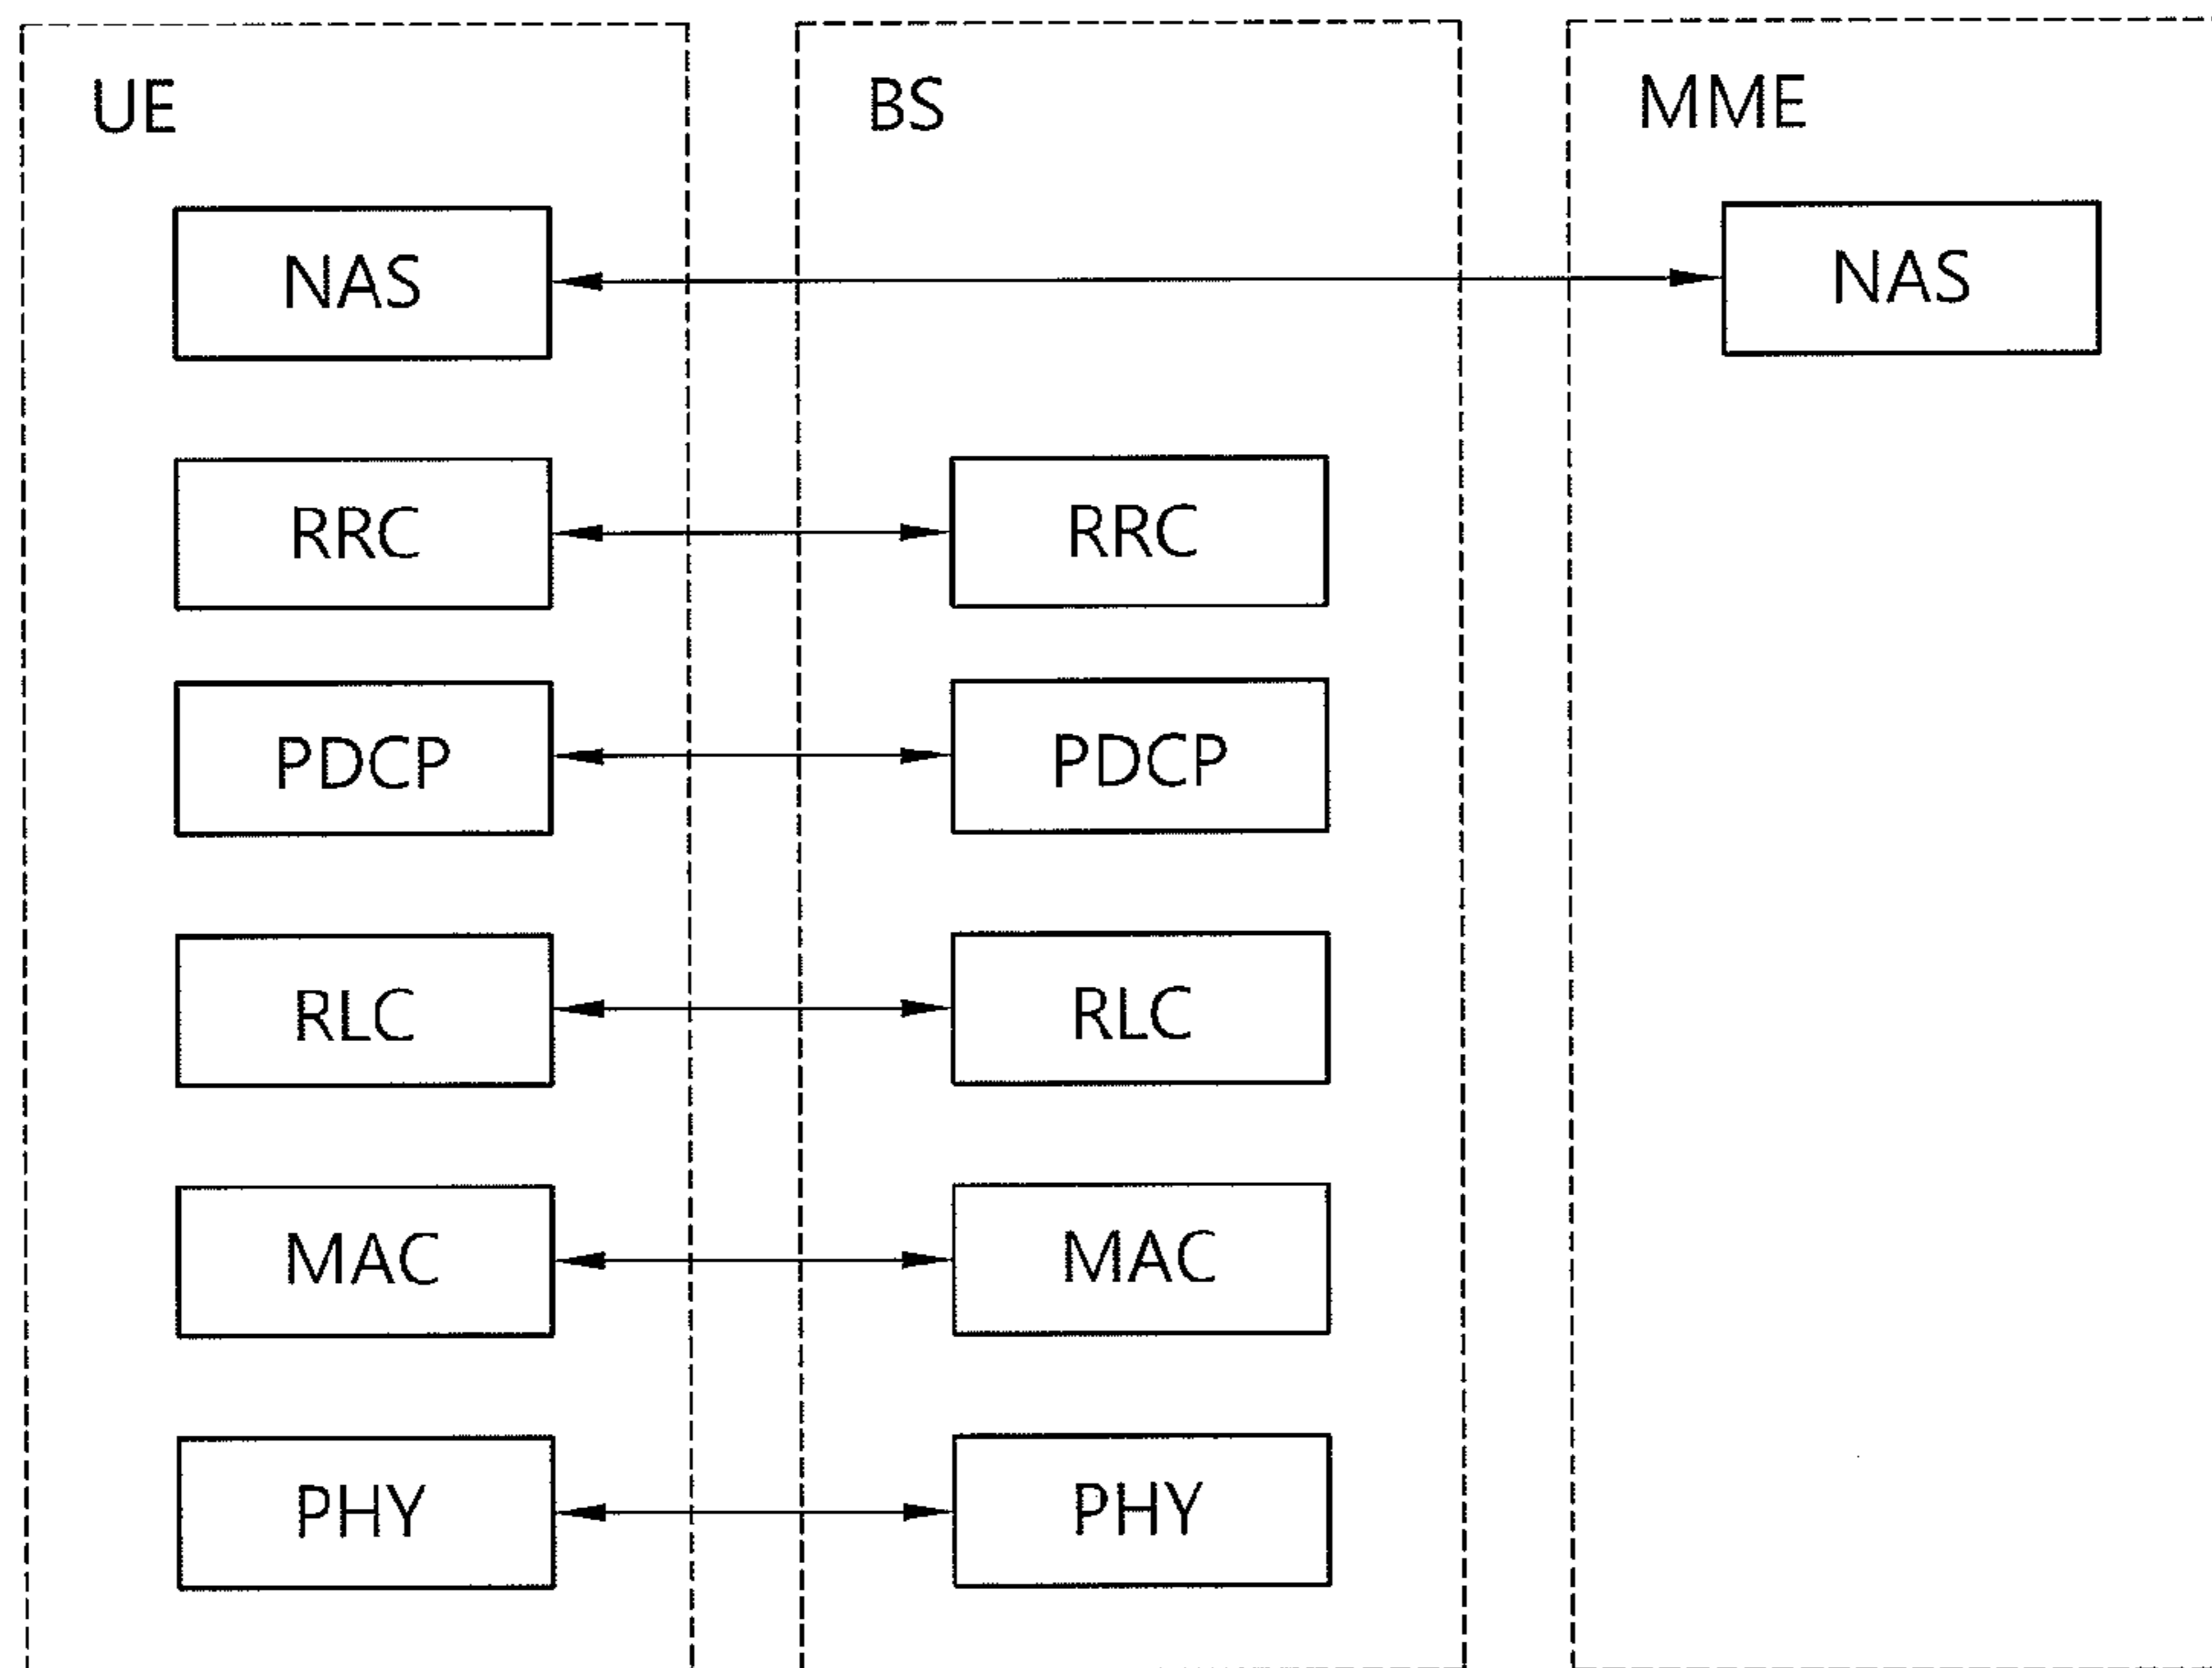 UE BS MME
NAS NAS
RRC RRC
PDCP PDCP
RLC RLC
MAC MAC
PHY PHY